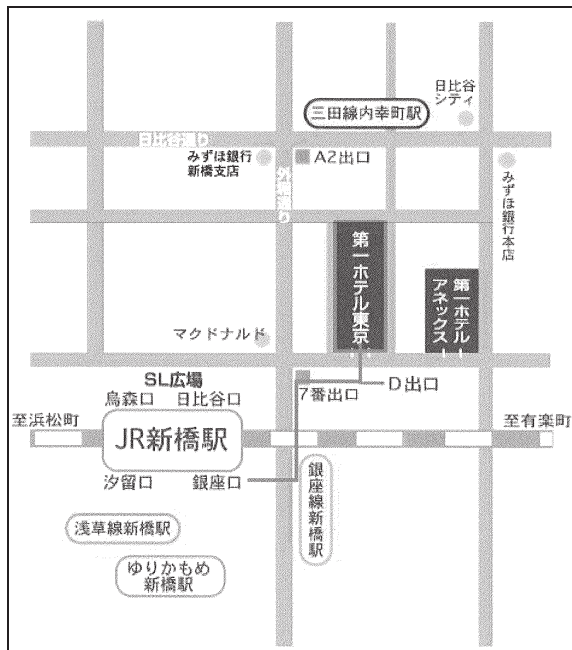 日比谷
シティ
三田線内幸町駅
日比谷通り
みずほ銀行
新橋支店
A2出口
外堀通り
みずほ銀行本店
第一ホテル東京
第一ホテル
アネックス
マクドナルド
SL広場
7番出口
D出口
烏森口 日比谷口
至浜松町
至有楽町
JR新橋駅
汐留口 銀座口
銀座線新橋駅
浅草線新橋駅
ゆりかもめ
新橋駅